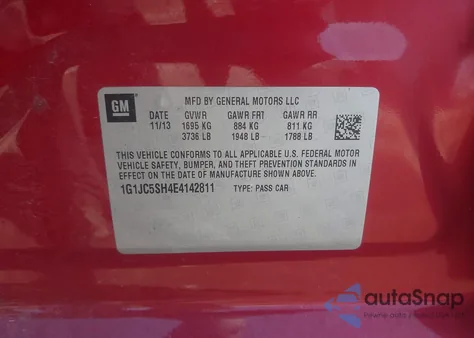 GM
MFD BY GENERAL MOTORS LLC
DATE GVWR GAWR FRT GAWR RR
11/13 1695 KG 884 KG 811 KG
3736 LB 1948 LB 1788 LB
THIS VEHICLE CONFORMS TO ALL APPLICABLE U.S. FEDERAL MOTOR
VEHICLE SAFETY, BUMPER, AND THEFT PREVENTION STANDARDS
IN EFFECT ON THE DATE OF MANUFACTURE SHOWN ABOVE.
1G1JC5SH4E4142811 TYPE: PASS CAR
autoSnap